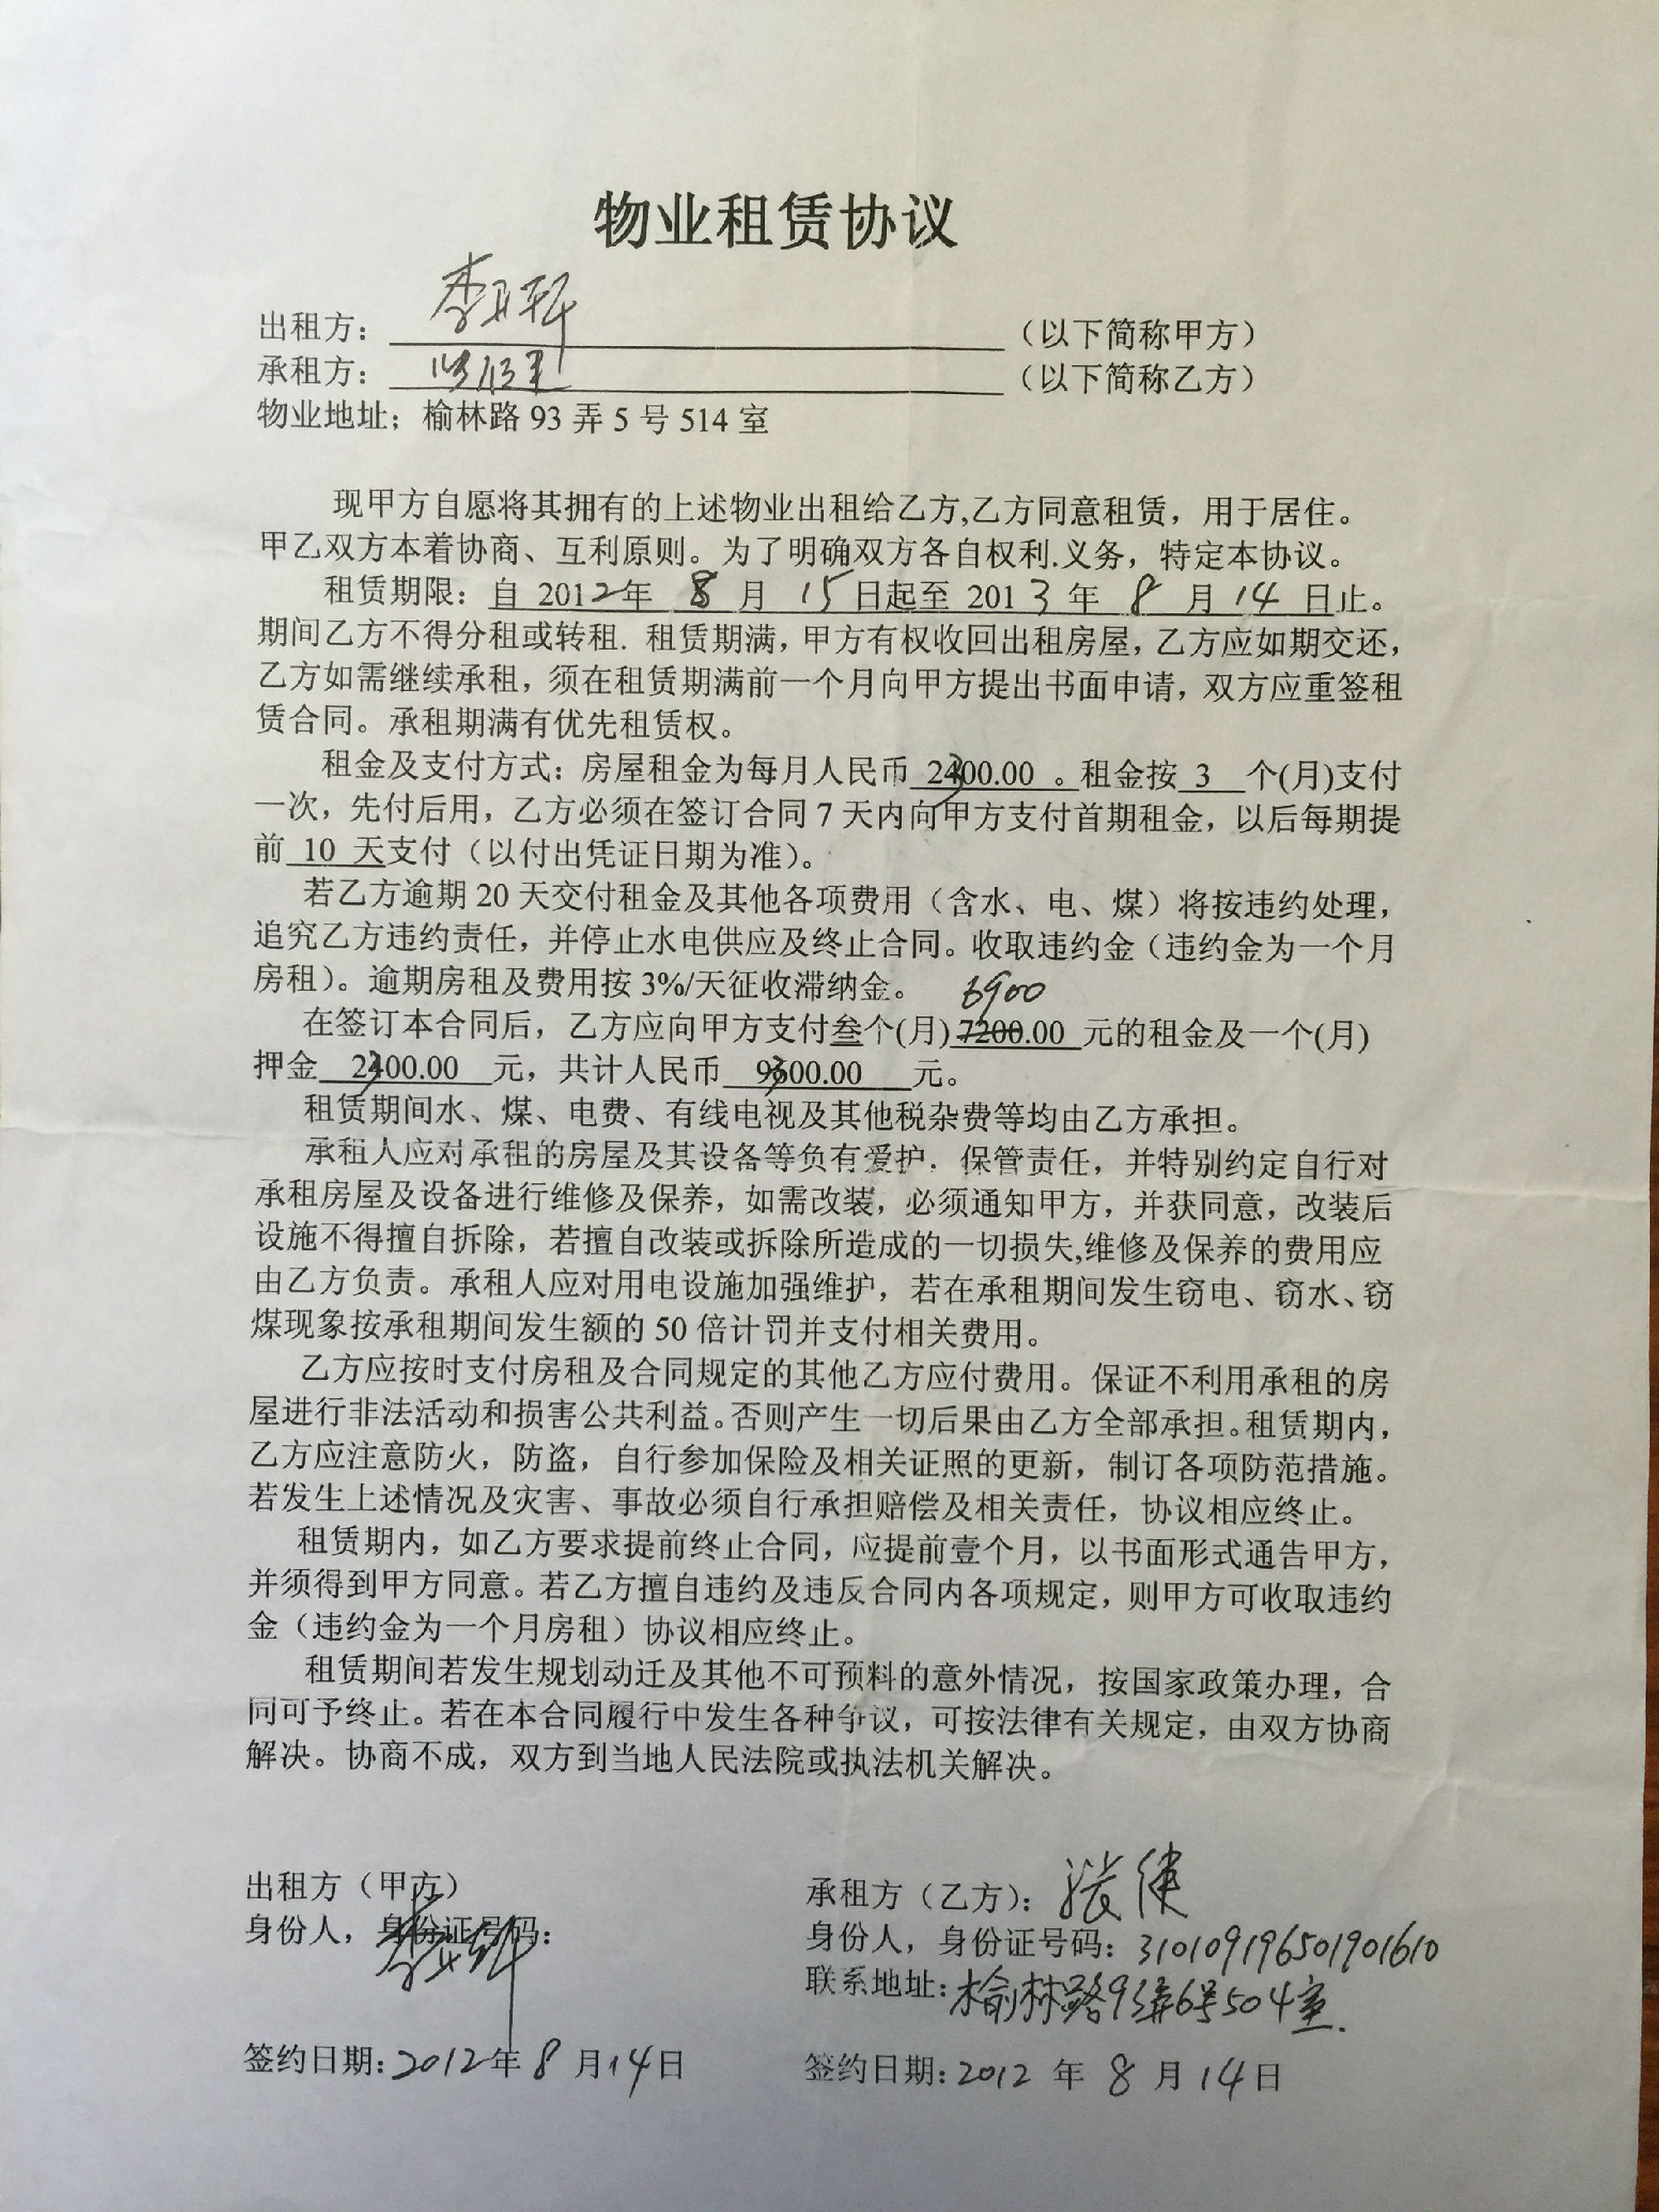 物业租赁协议
出租方：（以下简称甲方）
承租方：（以下简称乙方）
物业地址；榆林路 93 弄 5 号 514 室
现甲方自愿将其拥有的上述物业出租给乙方,乙方同意租赁，用于居住。
甲乙双方本着协商、互利原则。为了明确双方各自权利.义务，特定本协议。
租赁期限：自 2012年 8 月 15 日起至 2013 年 8 月 14 日止。
期间乙方不得分租或转租. 租赁期满，甲方有权收回出租房屋，乙方应如期交还，
乙方如需继续承租，须在租赁期满前一个月向甲方提出书面申请，双方应重签租
赁合同。承租期满有优先租赁权。
租金及支付方式：房屋租金为每月人民币 2300.00 。租金按 3 个(月)支付
一次，先付后用，乙方必须在签订合同 7 天内向甲方支付首期租金，以后每期提
前 10 天支付（以付出凭证日期为准）。
若乙方逾期 20 天交付租金及其他各项费用（含水、电、煤）将按违约处理，
追究乙方违约责任，并停止水电供应及终止合同。收取违约金（违约金为一个月
房租）。逾期房租及费用按 3%/天征收滞纳金。
6900
在签订本合同后，乙方应向甲方支付叁个(月) 7200.00 元的租金及一个(月)
押金 2300.00 元，共计人民币 元。
租赁期间水、煤、电费、有线电视及其他税杂费等均由乙方承担。
承租人应对承租的房屋及其设备等负有爱护．保管责任，并特别约定自行对
承租房屋及设备进行维修及保养，如需改装，必须通知甲方，并获同意，改装后
设施不得擅自拆除，若擅自改装或拆除所造成的一切损失,维修及保养的费用应
由乙方负责。承租人应对用电设施加强维护，若在承租期间发生窃电、窃水、窃
煤现象按承租期间发生额的 50 倍计罚并支付相关费用。
乙方应按时支付房租及合同规定的其他乙方应付费用。保证不利用承租的房
屋进行非法活动和损害公共利益。否则产生一切后果由乙方全部承担。租赁期内，
乙方应注意防火，防盗，自行参加保险及相关证照的更新，制订各项防范措施。
若发生上述情况及灾害、事故必须自行承担赔偿及相关责任，协议相应终止。
租赁期内，如乙方要求提前终止合同，应提前壹个月，以书面形式通告甲方，
并须得到甲方同意。若乙方擅自违约及违反合同内各项规定，则甲方可收取违约
金（违约金为一个月房租）协议相应终止。
租赁期间若发生规划动迁及其他不可预料的意外情况，按国家政策办理，合
同可予终止。若在本合同履行中发生各种争议，可按法律有关规定，由双方协商
解决。协商不成，双方到当地人民法院或执法机关解决。
出租方（甲方）
身份人，身份证号码：
签约日期：2012年 8 月14日
承租方（乙方）：张健
身份人，身份证号码：310109196501901610
联系地址：榆林路93弄6号504室.
签约日期：2012 年 8 月 14 日